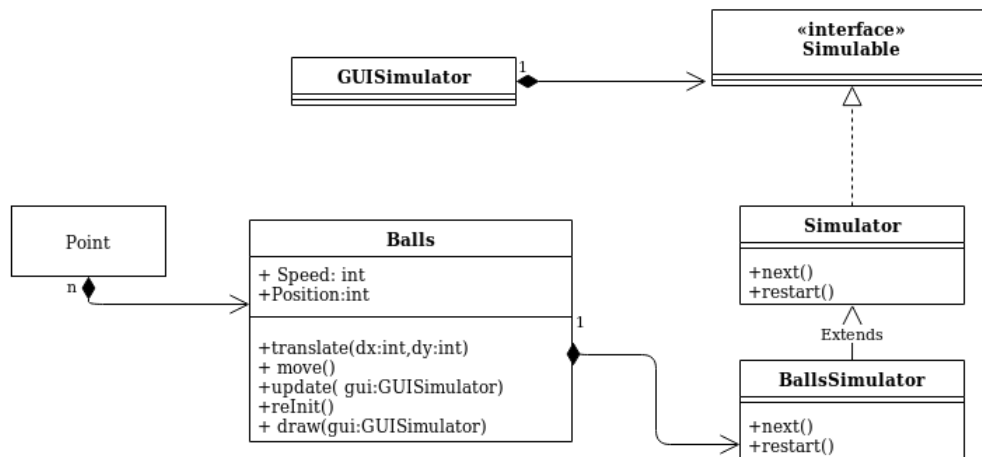 «interface»
Simulable
GUISimulator
1
Point
n
Balls
+ Speed: int
+Position:int
+translate(dx:int,dy:int)
+ move()
+update( gui:GUISimulator)
+reInit()
+ draw(gui:GUISimulator)
1
Simulator
+next()
+restart()
Extends
BallsSimulator
+next()
+restart()